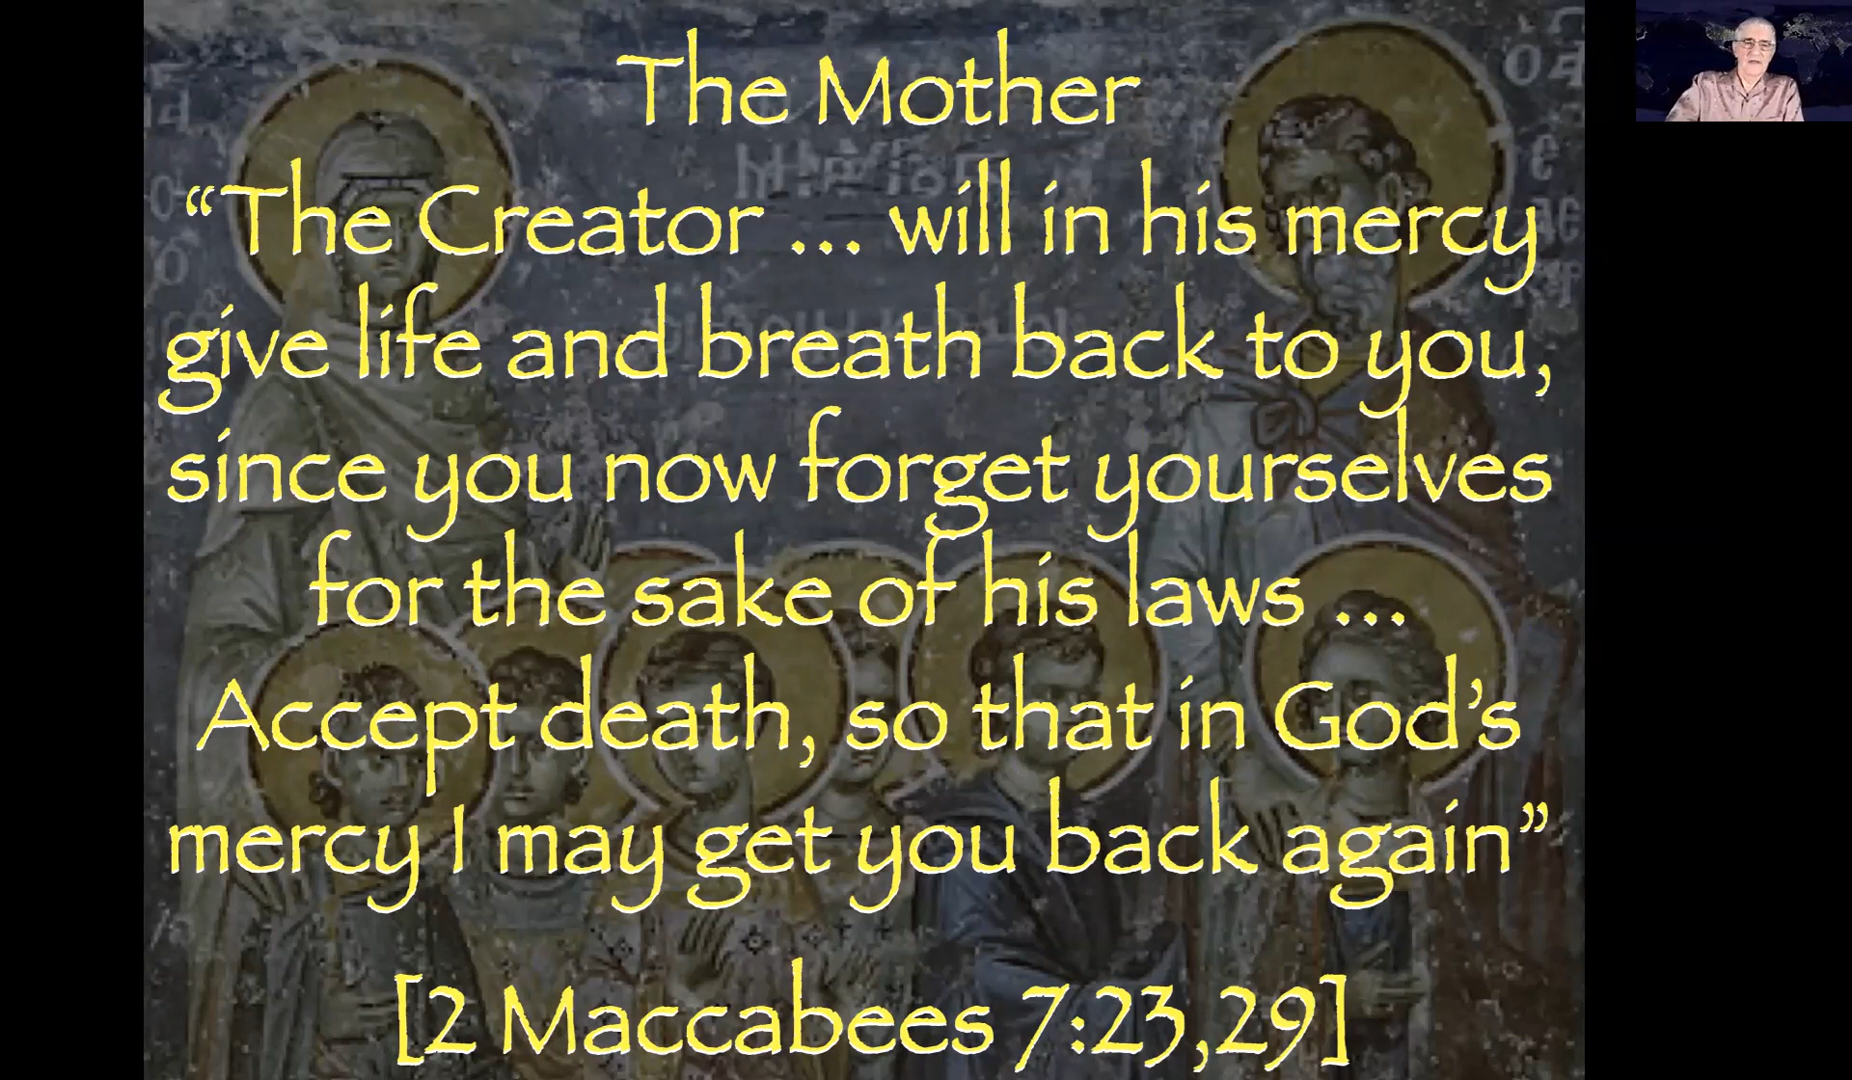 The Mother
“The Creator ... will in his mercy
give life and breath back to you,
since you now forget yourselves
for the sake of his laws ...
Accept death, so that in God’s
mercy I may get you back again”
[2 Maccabees 7:23,29]